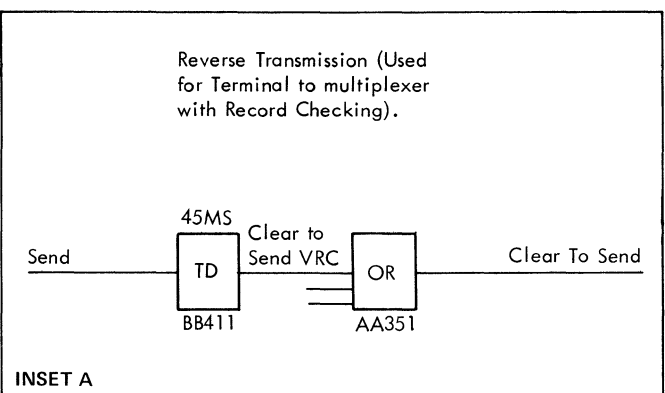 Reverse Transmission (Used
for Terminal to multiplexer
with Record Checking).
45MS
Send
TD
Clear to
Send VRC
OR
Clear To Send
BB411
AA351
INSET A